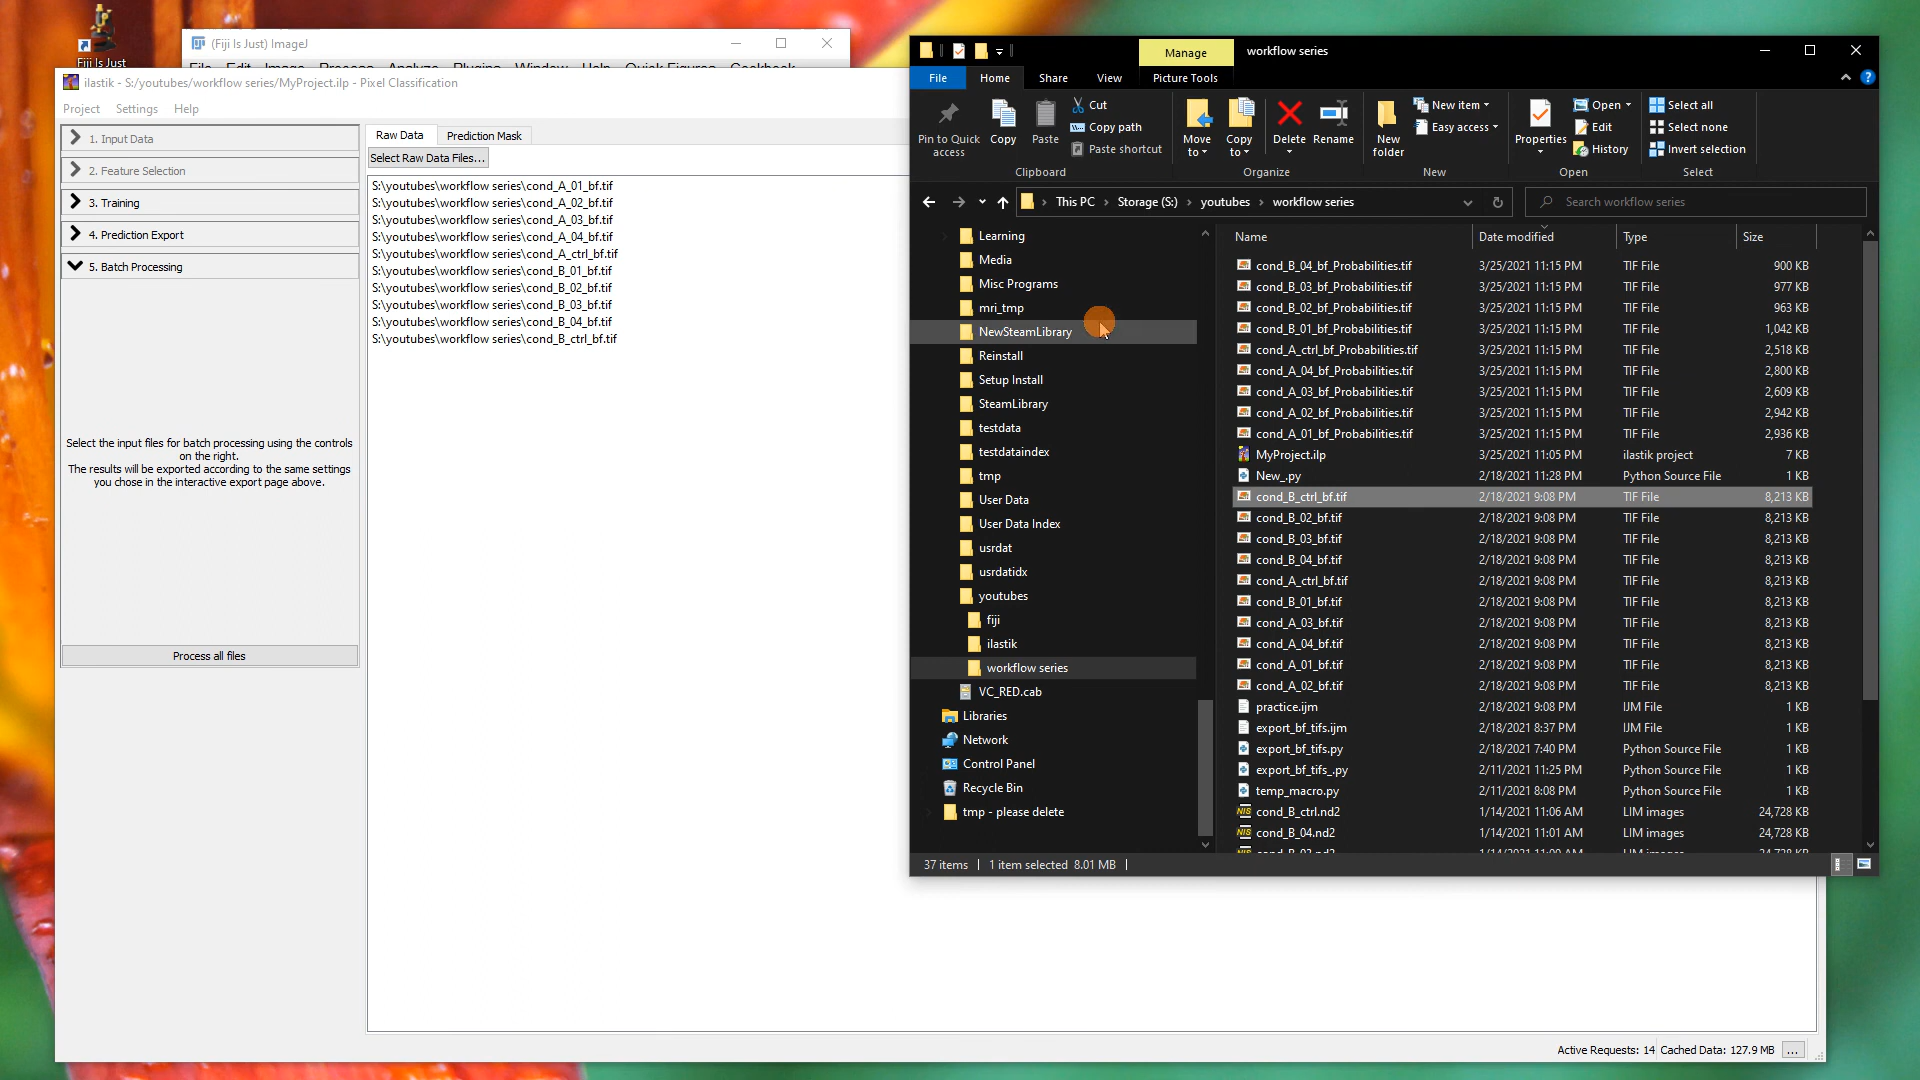 Fiji Is Just
(Fiji Is Just) ImageJ
File Edit Image Process Analyze Plugins Window Help Quick Figures Cookbook
ilastik - S:/youtubes/workflow series/MyProject.ilp - Pixel Classification
Project Settings Help
1. Input Data
2. Feature Selection
3. Training
4. Prediction Export
5. Batch Processing
Select the input files for batch processing using the controls
on the right.
The results will be exported according to the same settings
you chose in the interactive export page above.
Process all files
Raw Data Prediction Mask
Select Raw Data Files...
S:\youtubes\workflow series\cond_A_01_bf.tif
S:\youtubes\workflow series\cond_A_02_bf.tif
S:\youtubes\workflow series\cond_A_03_bf.tif
S:\youtubes\workflow series\cond_A_04_bf.tif
S:\youtubes\workflow series\cond_A_ctrl_bf.tif
S:\youtubes\workflow series\cond_B_01_bf.tif
S:\youtubes\workflow series\cond_B_02_bf.tif
S:\youtubes\workflow series\cond_B_03_bf.tif
S:\youtubes\workflow series\cond_B_04_bf.tif
S:\youtubes\workflow series\cond_B_ctrl_bf.tif
Manage workflow series
File Home Share View Picture Tools
Pin to Quick
access
Copy
Paste
Cut
Copy path
Paste shortcut
Clipboard
Move
to
Copy
to
Delete
Rename
Organize
New
folder
New item
Easy access
New
Properties
Open
Edit
History
Open
Select all
Select none
Invert selection
Select
This PC › Storage (S:) › youtubes › workflow series
Search workflow series
Learning
Media
Misc Programs
mri_tmp
NewSteamLibrary
Reinstall
Setup Install
SteamLibrary
testdata
testdataindex
tmp
User Data
User Data Index
usrdat
usrdatidx
youtubes
fiji
ilastik
workflow series
VC_RED.cab
Libraries
Network
Control Panel
Recycle Bin
tmp - please delete
Name Date modified Type Size
cond_B_04_bf_Probabilities.tif 3/25/2021 11:15 PM TIF File 900 KB
cond_B_03_bf_Probabilities.tif 3/25/2021 11:15 PM TIF File 977 KB
cond_B_02_bf_Probabilities.tif 3/25/2021 11:15 PM TIF File 963 KB
cond_B_01_bf_Probabilities.tif 3/25/2021 11:15 PM TIF File 1,042 KB
cond_A_ctrl_bf_Probabilities.tif 3/25/2021 11:15 PM TIF File 2,518 KB
cond_A_04_bf_Probabilities.tif 3/25/2021 11:15 PM TIF File 2,800 KB
cond_A_03_bf_Probabilities.tif 3/25/2021 11:15 PM TIF File 2,609 KB
cond_A_02_bf_Probabilities.tif 3/25/2021 11:15 PM TIF File 2,942 KB
cond_A_01_bf_Probabilities.tif 3/25/2021 11:15 PM TIF File 2,936 KB
MyProject.ilp 3/25/2021 11:05 PM ilastik project 7 KB
New_.py 2/18/2021 11:28 PM Python Source File 1 KB
cond_B_ctrl_bf.tif 2/18/2021 9:08 PM TIF File 8,213 KB
cond_B_02_bf.tif 2/18/2021 9:08 PM TIF File 8,213 KB
cond_B_03_bf.tif 2/18/2021 9:08 PM TIF File 8,213 KB
cond_B_04_bf.tif 2/18/2021 9:08 PM TIF File 8,213 KB
cond_A_ctrl_bf.tif 2/18/2021 9:08 PM TIF File 8,213 KB
cond_B_01_bf.tif 2/18/2021 9:08 PM TIF File 8,213 KB
cond_A_03_bf.tif 2/18/2021 9:08 PM TIF File 8,213 KB
cond_A_04_bf.tif 2/18/2021 9:08 PM TIF File 8,213 KB
cond_A_01_bf.tif 2/18/2021 9:08 PM TIF File 8,213 KB
cond_A_02_bf.tif 2/18/2021 9:08 PM TIF File 8,213 KB
practice.ijm 2/18/2021 9:08 PM IJM File 1 KB
export_bf_tifs.ijm 2/18/2021 8:37 PM IJM File 1 KB
export_bf_tifs.py 2/18/2021 7:40 PM Python Source File 1 KB
export_bf_tifs_.py 2/11/2021 11:25 PM Python Source File 1 KB
temp_macro.py 2/11/2021 8:08 PM Python Source File 1 KB
cond_B_ctrl.nd2 1/14/2021 11:06 AM LIM images 24,728 KB
cond_B_04.nd2 1/14/2021 11:01 AM LIM images 24,728 KB
cond_B_03.nd2 1/14/2021 11:00 AM LIM images 24,728 KB
37 items 1 item selected 8.01 MB
Active Requests: 14 Cached Data: 127.9 MB ...